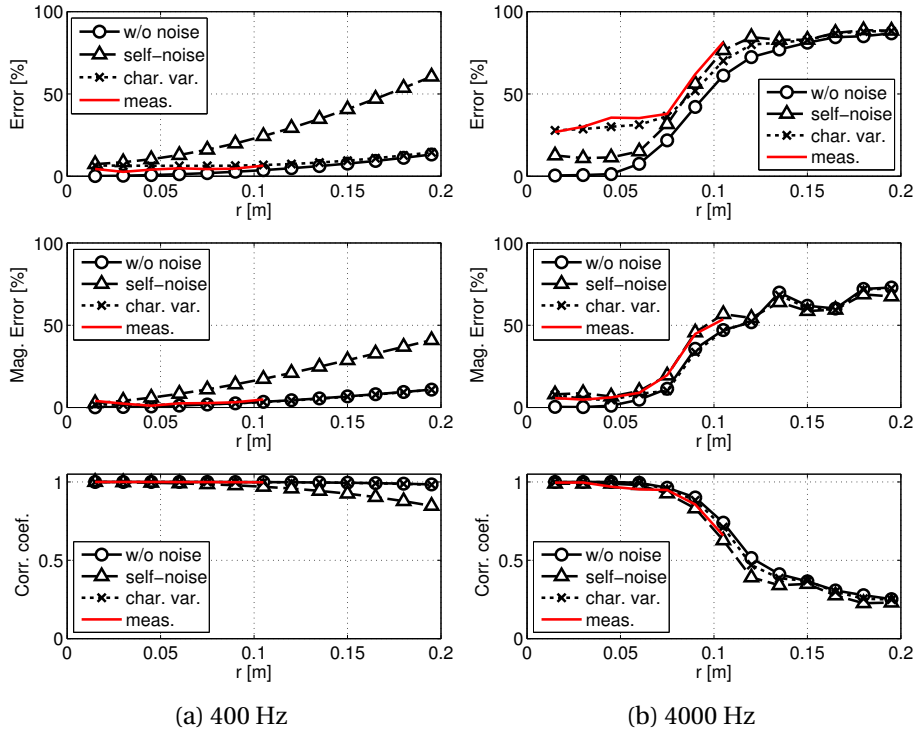 100
50
0
Error [%]
w/o noise
self-noise
char. var.
meas.
0 0.05 0.1 0.15 0.2
r [m]
100
50
0
Error [%]
w/o noise
self-noise
char. var.
meas.
0 0.05 0.1 0.15 0.2
r [m]
100
50
0
Mag. Error [%]
w/o noise
self-noise
char. var.
meas.
0 0.05 0.1 0.15 0.2
r [m]
100
50
0
Mag. Error [%]
w/o noise
self-noise
char. var.
meas.
0 0.05 0.1 0.15 0.2
r [m]
1
0.5
0
Corr. coef.
w/o noise
self-noise
char. var.
meas.
0 0.05 0.1 0.15 0.2
r [m]
1
0.5
0
Corr. coef.
w/o noise
self-noise
char. var.
meas.
0 0.05 0.1 0.15 0.2
r [m]
(a) 400 Hz
(b) 4000 Hz